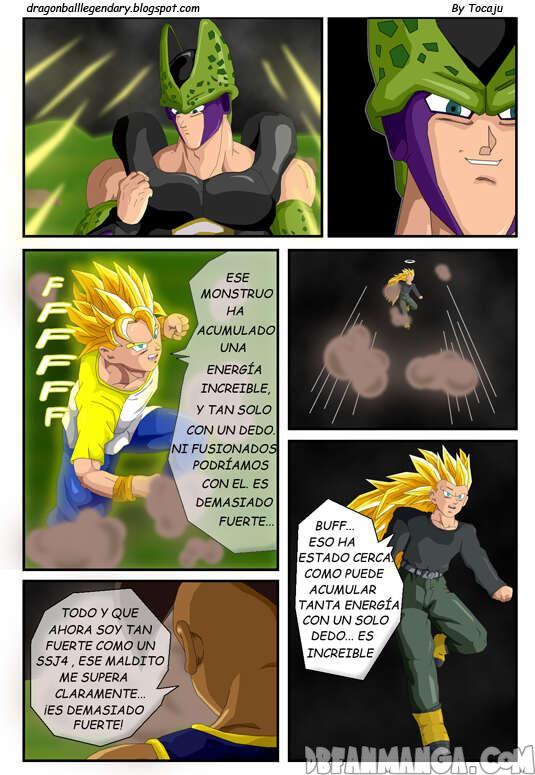 dragonballlegendary.blogspot.com
By Tocaju
F
F
F
F
F
F
ESE
MONSTRUO
HA
ACUMULADO
UNA
ENERGÍA
INCREIBLE,
Y TAN SOLO
CON UN DEDO.
NI FUSIONADOS
PODRÍAMOS
CON EL. ES
DEMASIADO
FUERTE...
BUFF...
ESO HA
ESTADO CERCA.
COMO PUEDE
ACUMULAR
TANTA ENERGÍA
CON UN SOLO
DEDO... ES
INCREIBLE
TODO Y QUE
AHORA SOY TAN
FUERTE COMO UN
SSJ4 , ESE MALDITO
ME SUPERA
CLARAMENTE...
¡ES DEMASIADO
FUERTE!
DBFANMANGA.COM